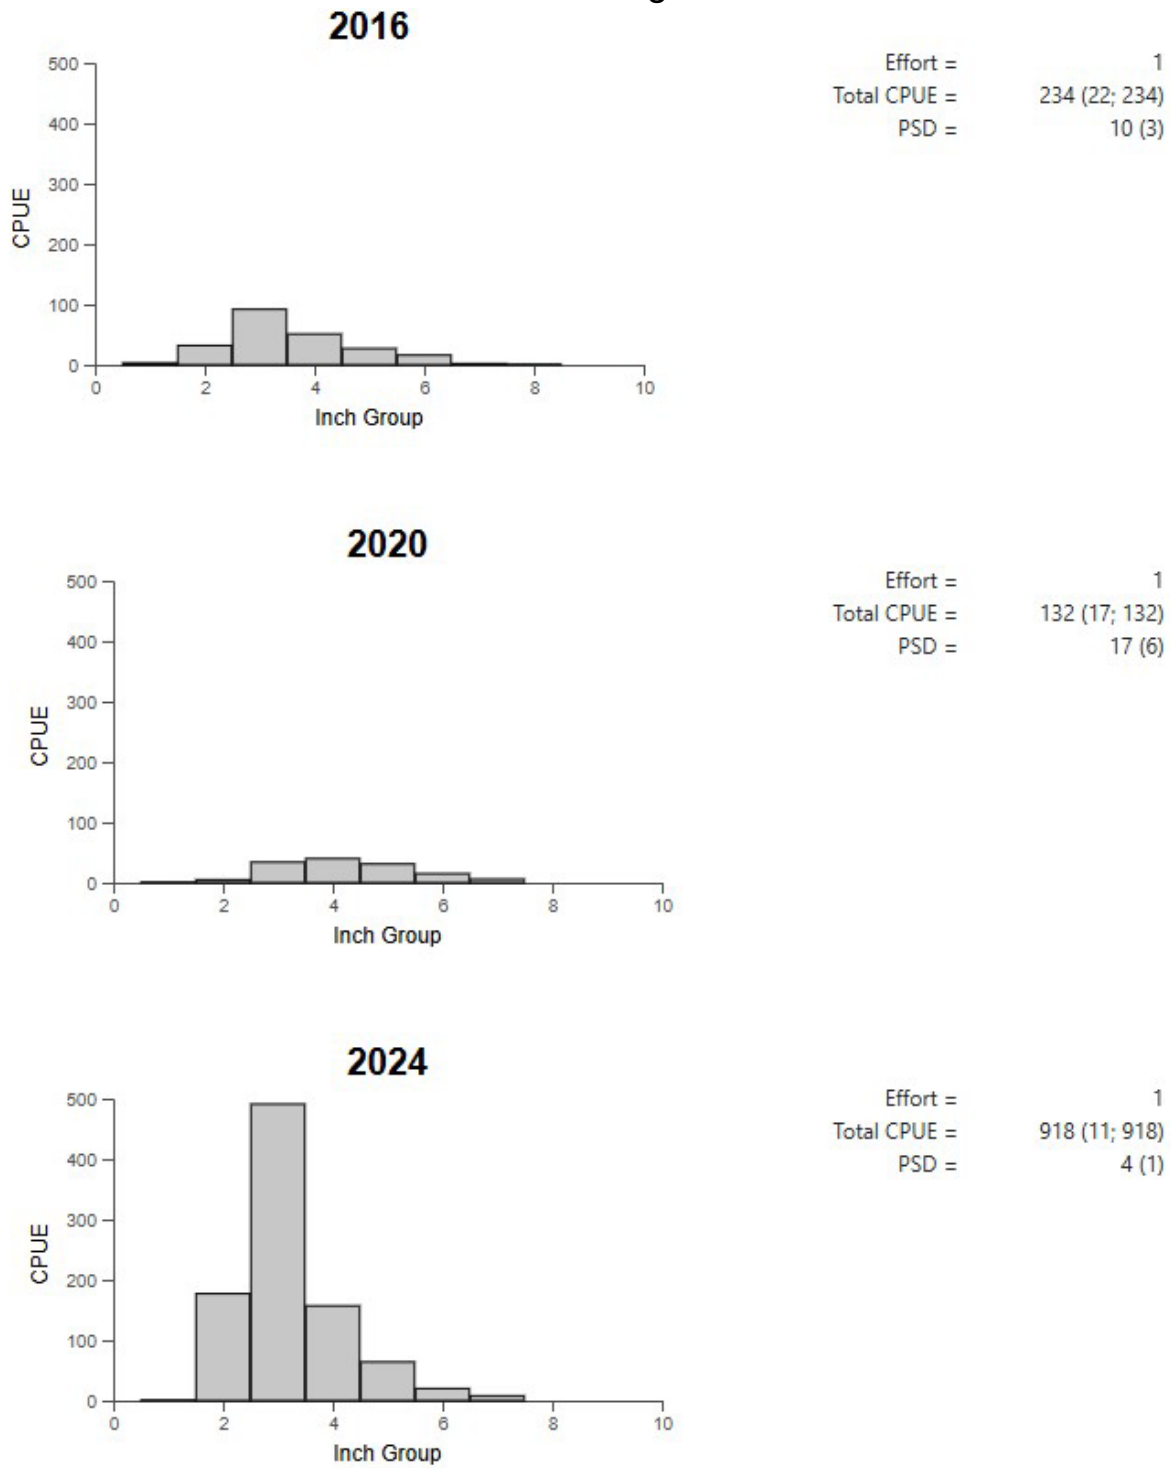 2016
Effort = 1
Total CPUE = 234 (22; 234)
PSD = 10 (3)
500
400
300
200
100
0
CPUE
0 2 4 6 8 10
Inch Group
2020
Effort = 1
Total CPUE = 132 (17; 132)
PSD = 17 (6)
500
400
300
200
100
0
CPUE
0 2 4 6 8 10
Inch Group
2024
Effort = 1
Total CPUE = 918 (11; 918)
PSD = 4 (1)
500
400
300
200
100
0
CPUE
0 2 4 6 8 10
Inch Group